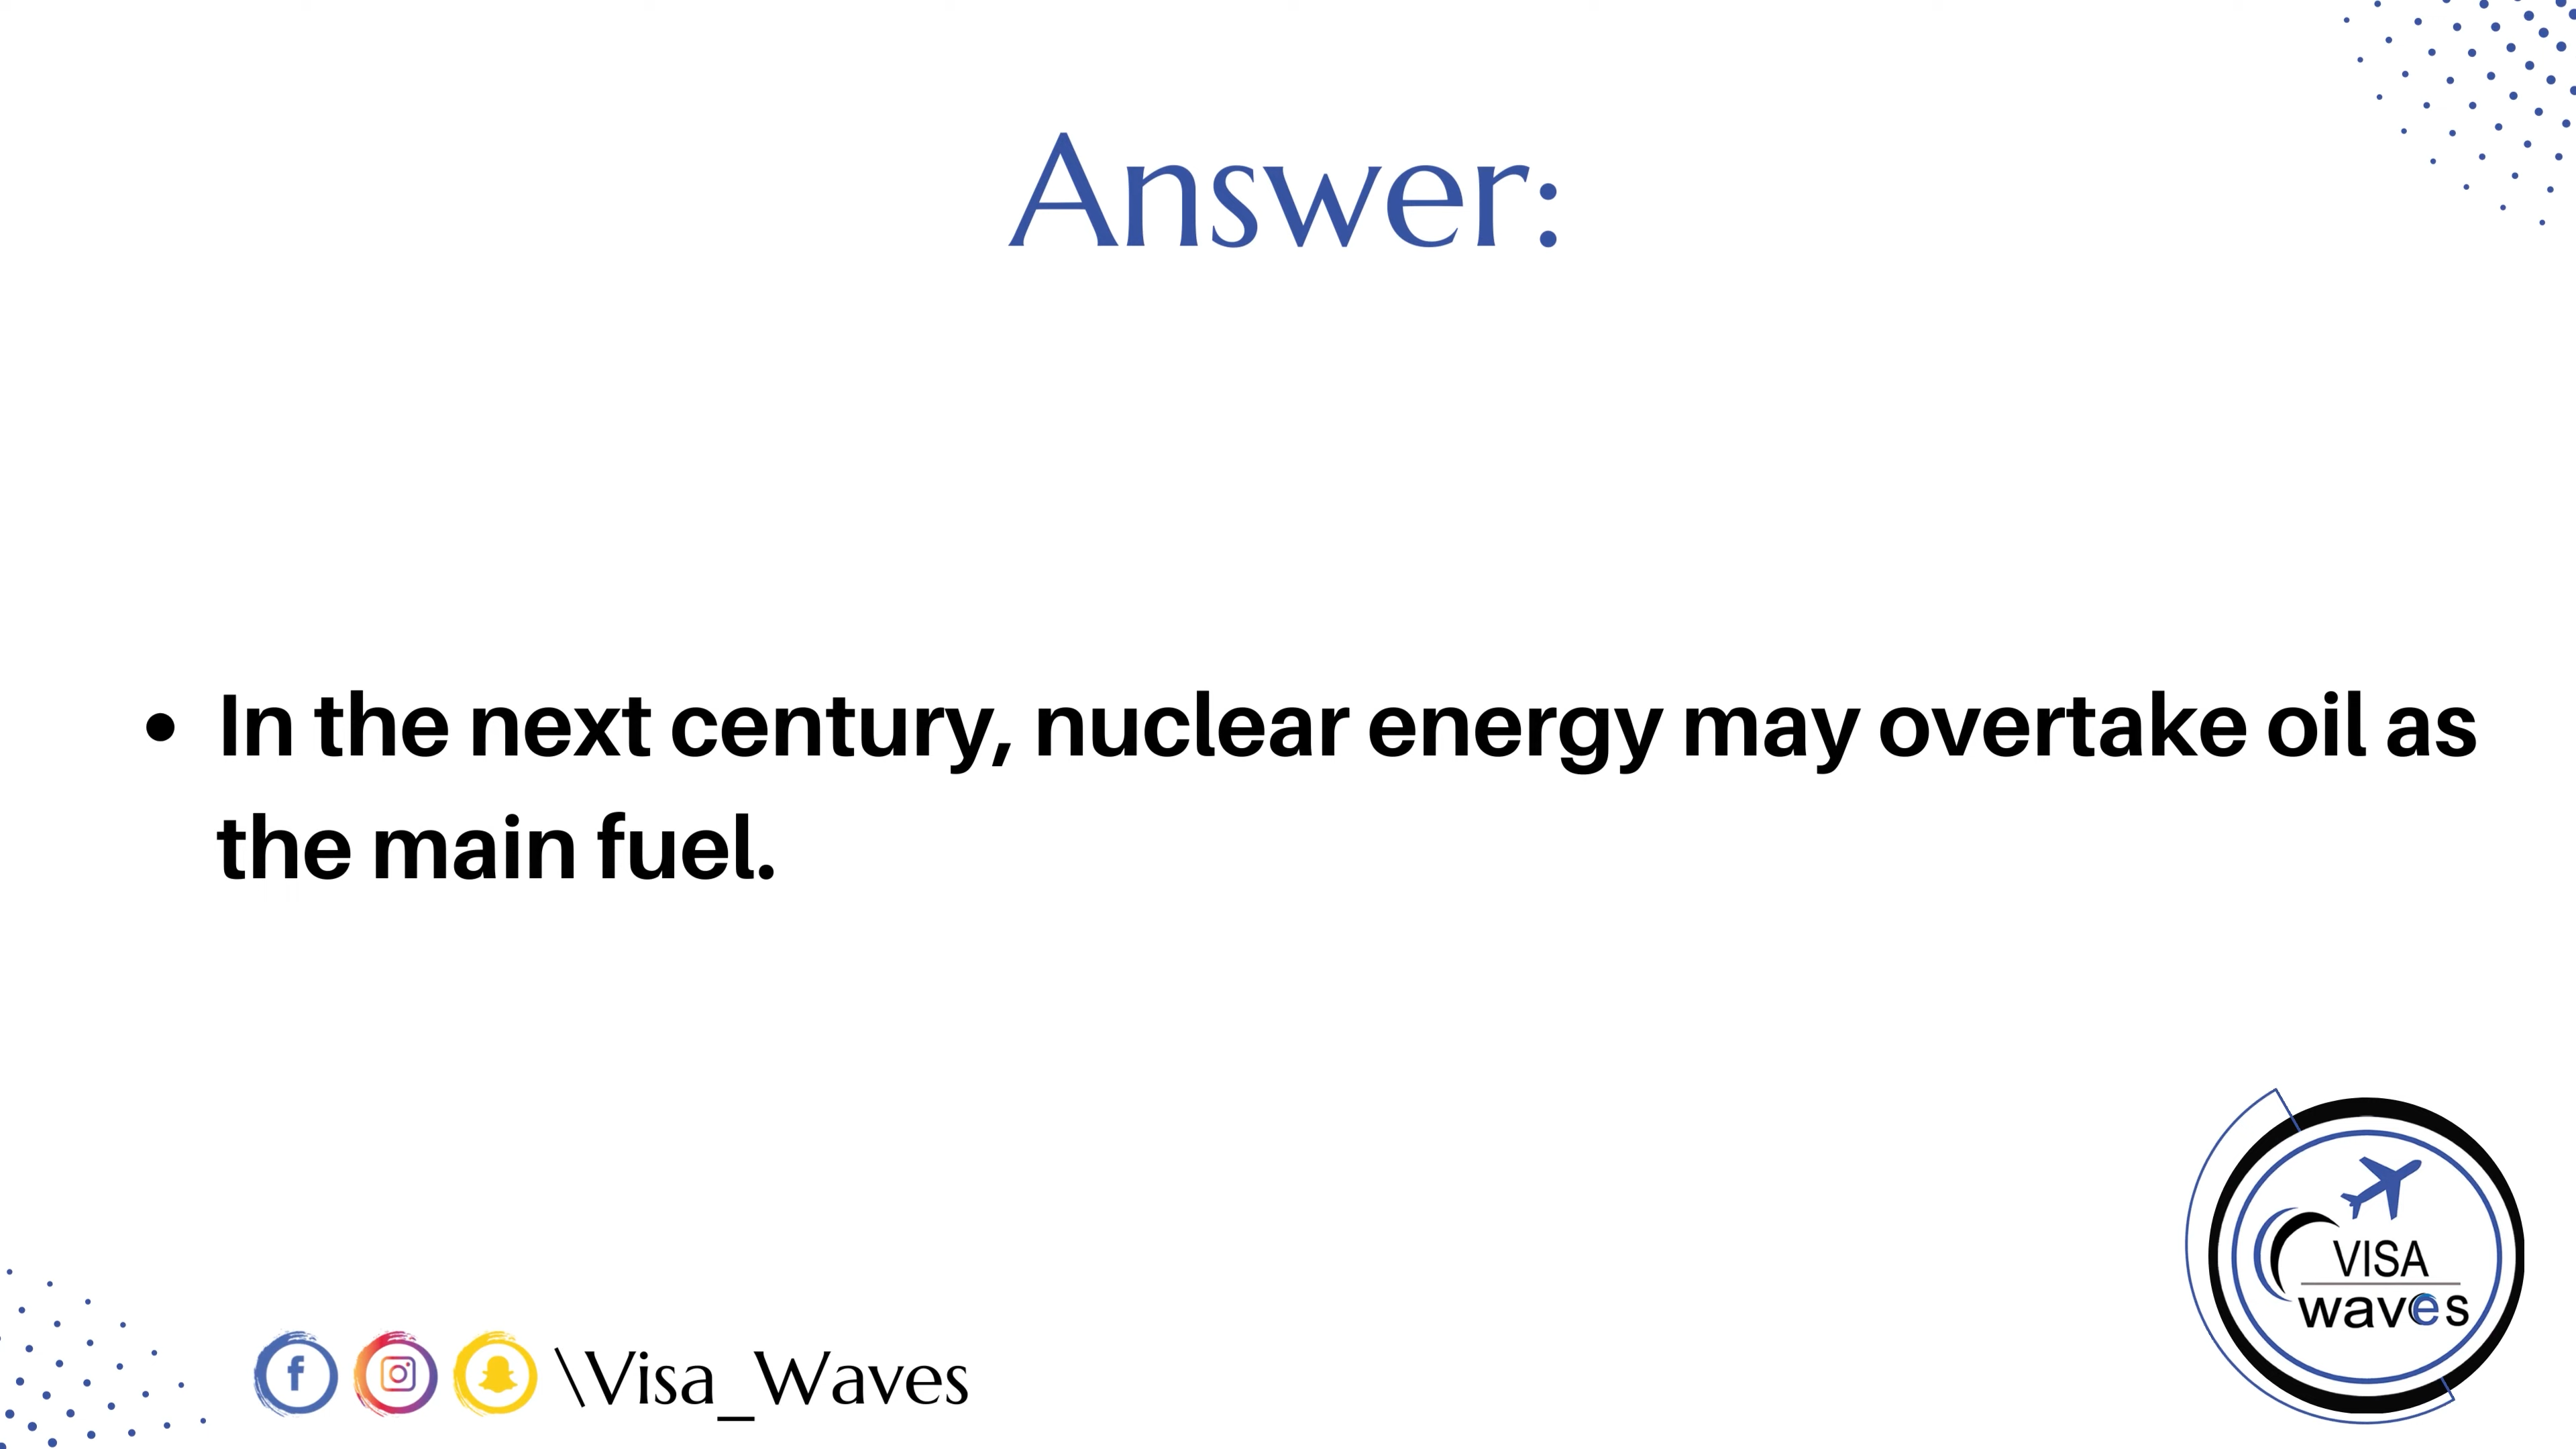 Answer:
• In the next century, nuclear energy may overtake oil as
the main fuel.
VISA
waves
\Visa_Waves